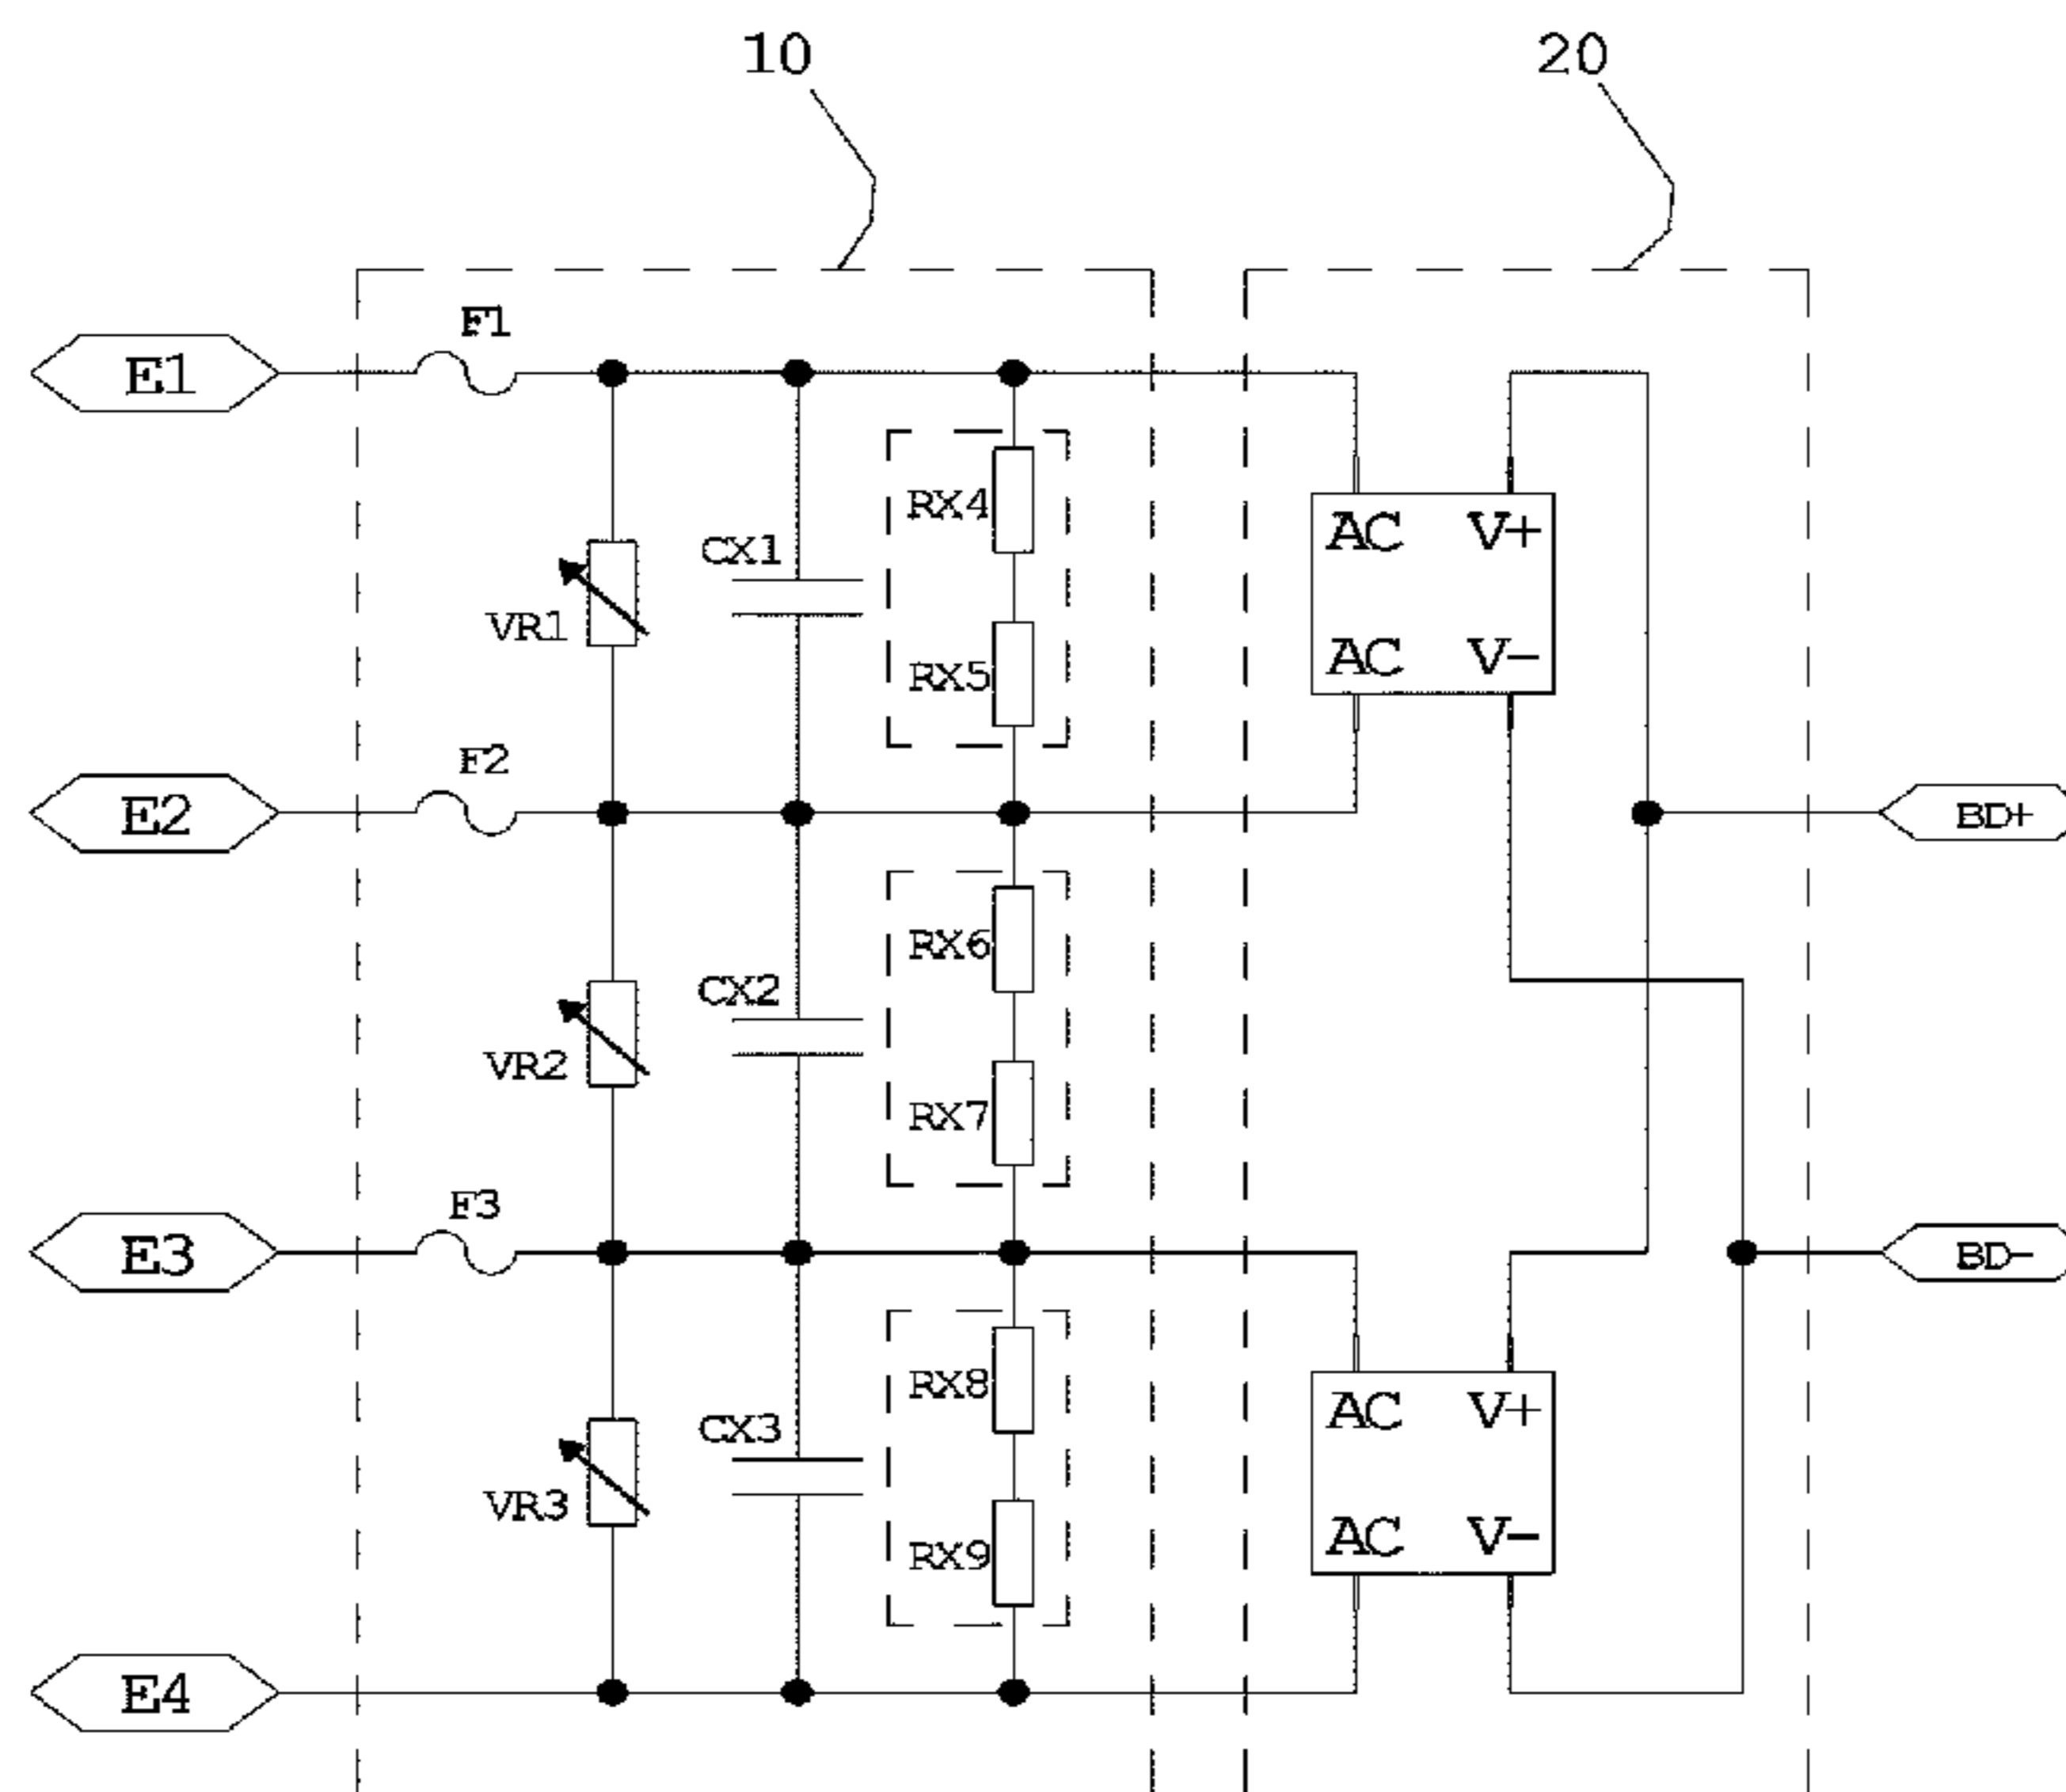 10
20
F1
E1
RX4
AC V+
CX1
VR1
AC V-
RX5
F2
E2
BD+
RX6
CX2
VR2
RX7
F3
E3
BD-
RX8
AC V+
CX3
VR3
AC V-
RX9
E4